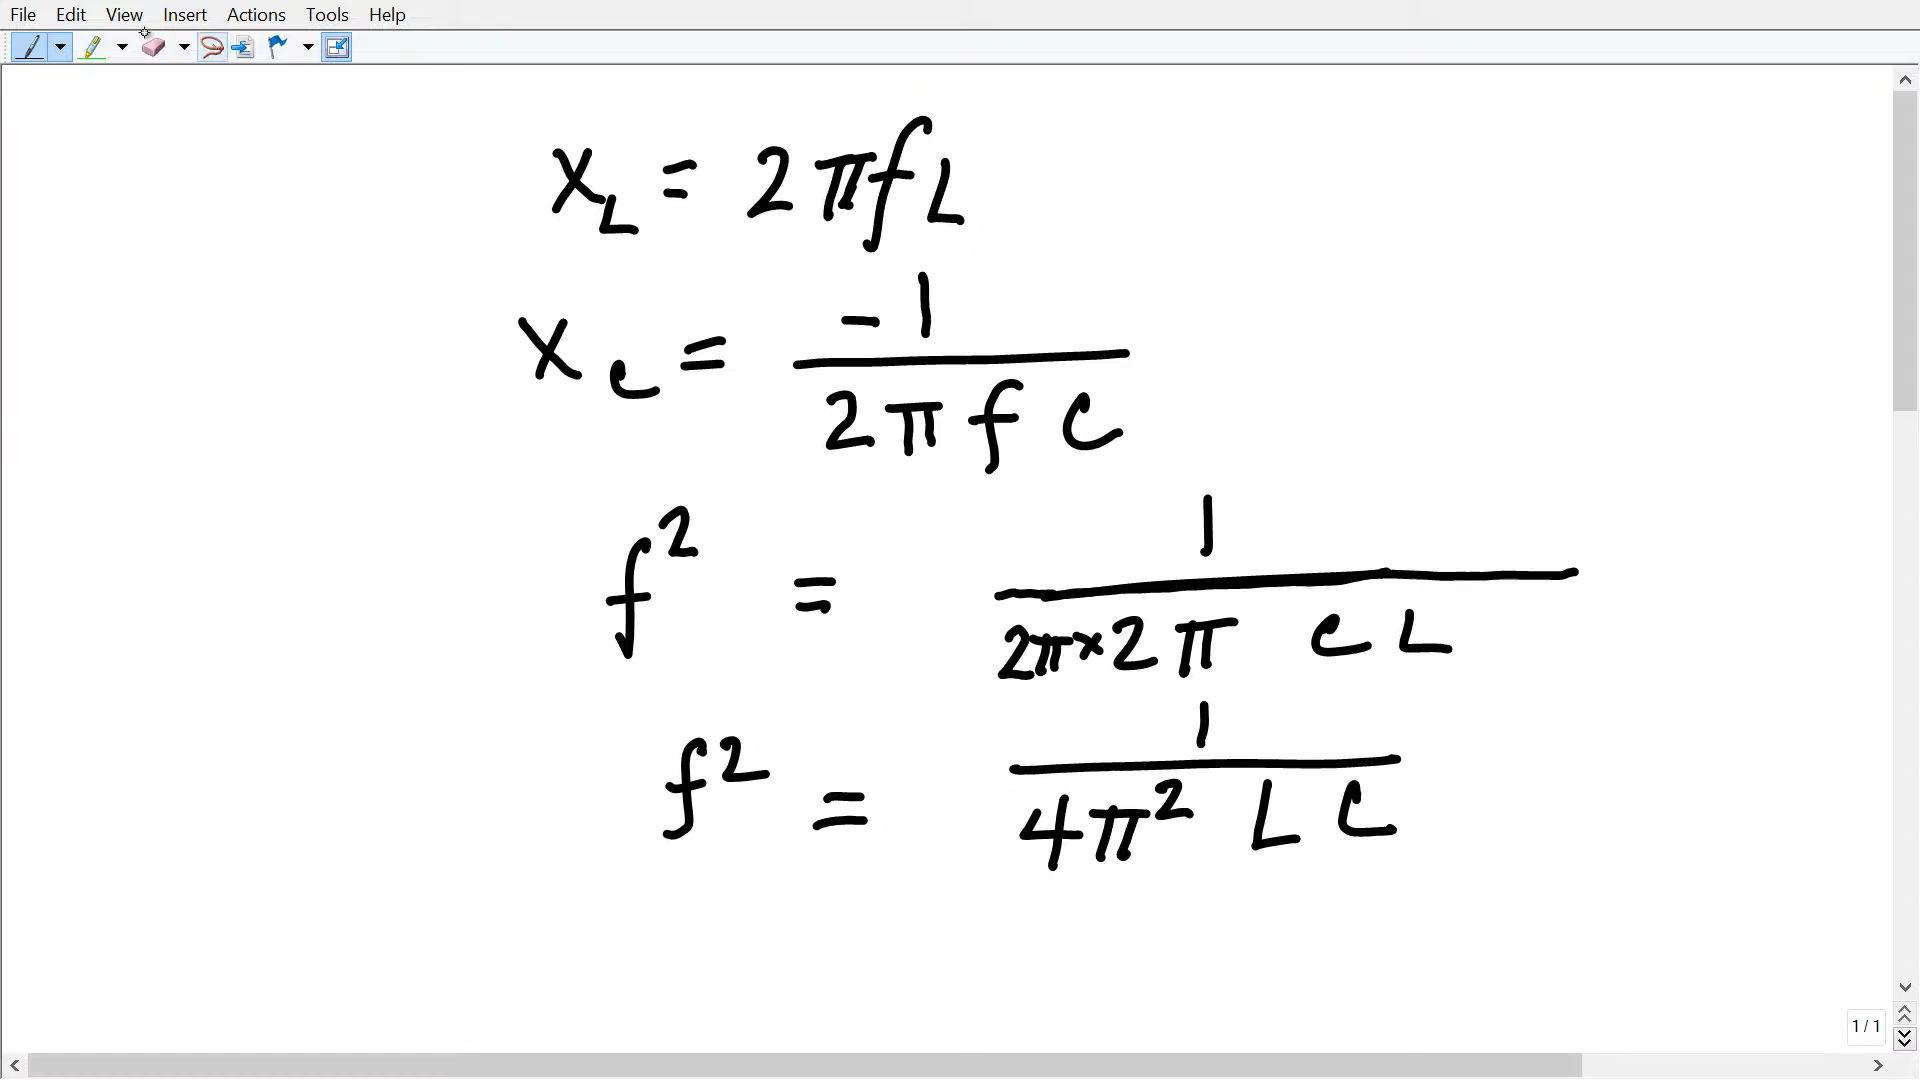 File Edit View Insert Actions Tools Help
X_L = 2πfL
X_C = -1 / (2πfC)
f² = 1 / (2π×2π CL)
f² = 1 / (4π² LC)
1 / 1